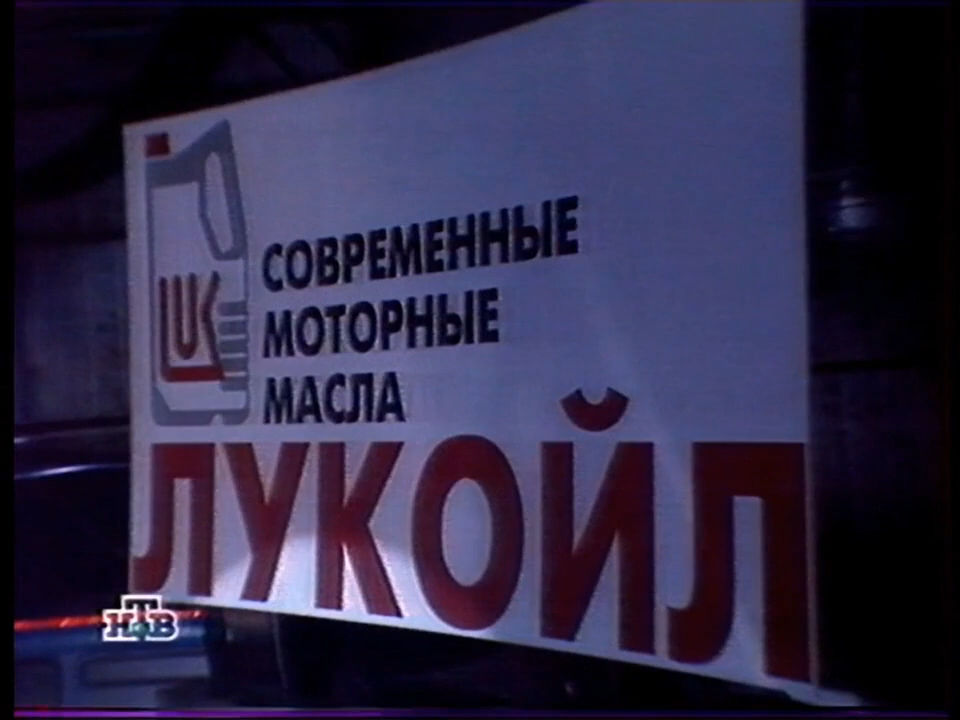 СОВРЕМЕННЫЕ
МОТОРНЫЕ
LUK
МАСЛА
ЛУКОЙЛ
НТВ